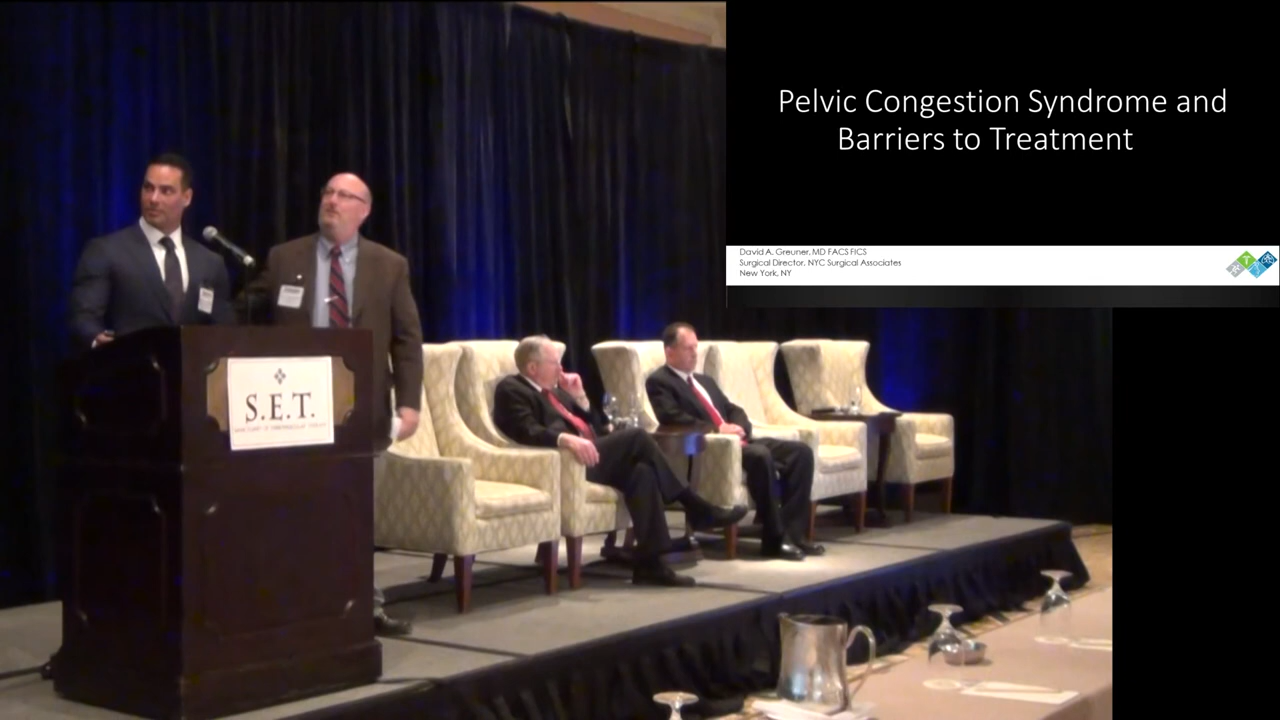 Pelvic Congestion Syndrome and
Barriers to Treatment
David A. Greuner, MD FACS FICS
Surgical Director, NYC Surgical Associates
New York, NY
S.E.T.